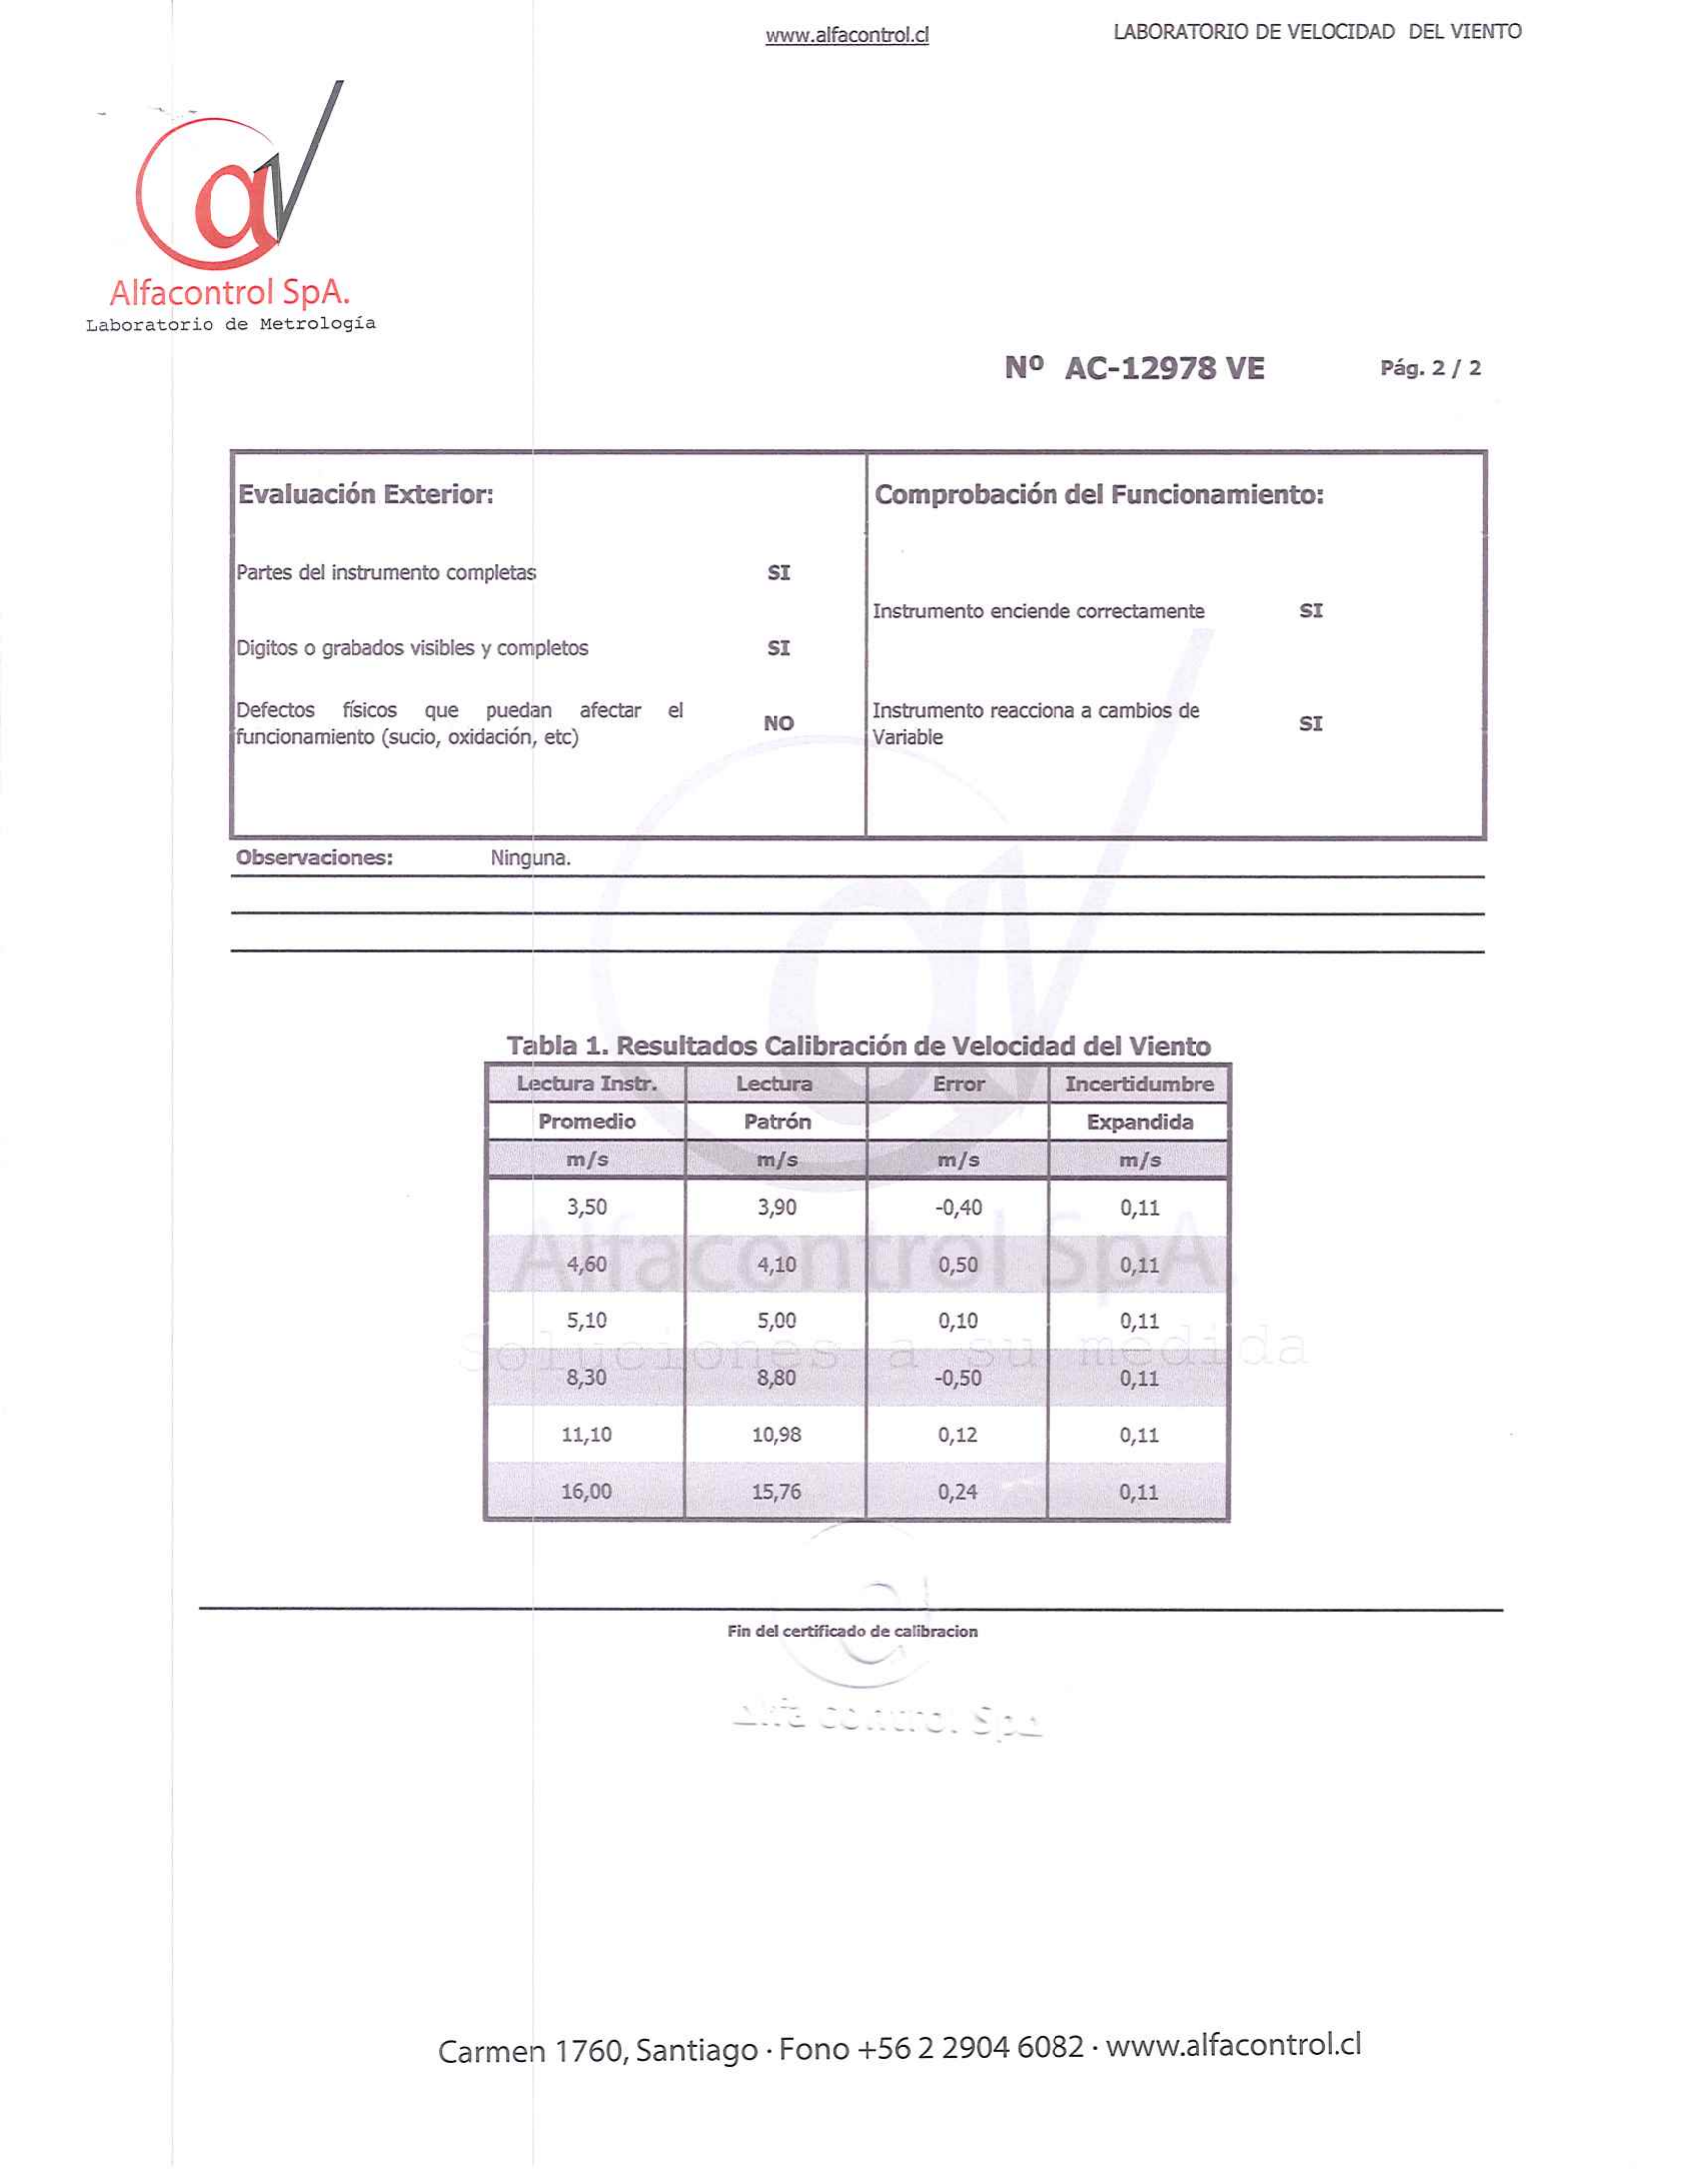 www.alfacontrol.cl
LABORATORIO DE VELOCIDAD DEL VIENTO
Alfacontrol SpA.
Laboratorio de Metrología
Nº AC-12978 VE
Pág. 2 / 2
Evaluación Exterior:
Partes del instrumento completas SI
Digitos o grabados visibles y completos SI
Defectos físicos que puedan afectar el
funcionamiento (sucio, oxidación, etc) NO
Comprobación del Funcionamiento:
Instrumento enciende correctamente SI
Instrumento reacciona a cambios de
Variable SI
Observaciones: Ninguna.
Tabla 1. Resultados Calibración de Velocidad del Viento
Lectura Instr. Lectura Error Incertidumbre
Promedio Patrón Expandida
m/s m/s m/s m/s
3,50 3,90 -0,40 0,11
4,60 4,10 0,50 0,11
5,10 5,00 0,10 0,11
8,30 8,80 -0,50 0,11
11,10 10,98 0,12 0,11
16,00 15,76 0,24 0,11
Alfacontrol SpA.
Soluciones a su medida
Fin del certificado de calibracion
Alfa control SpA
Carmen 1760, Santiago · Fono +56 2 2904 6082 · www.alfacontrol.cl